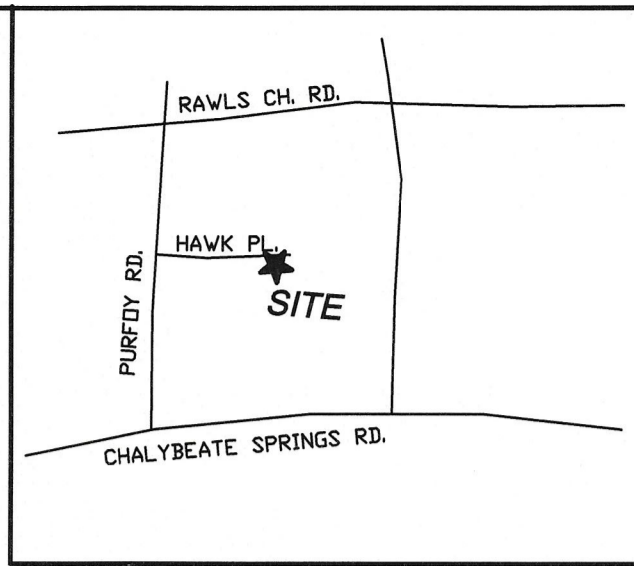 RAWLS CH. RD.
HAWK PL.
PURFOY RD.
SITE
CHALYBEATE SPRINGS RD.